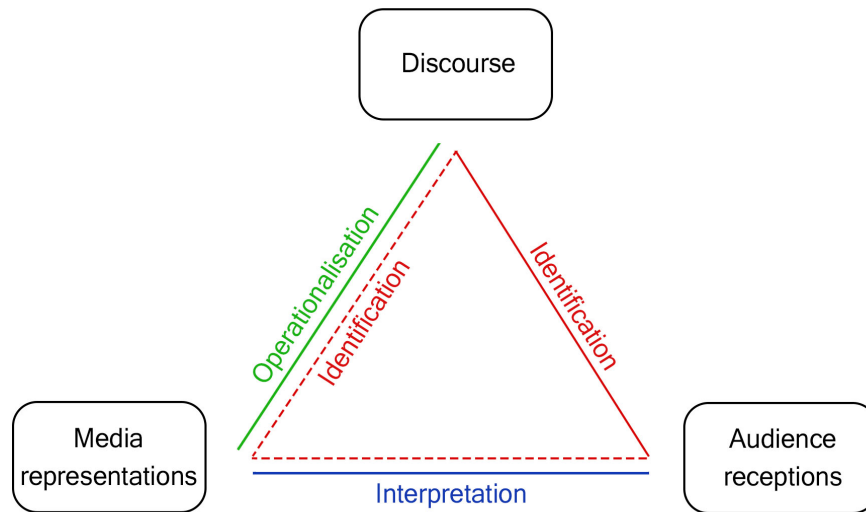 Discourse
Operationalisation
Identification
Identification
Media
representations
Audience
receptions
Interpretation